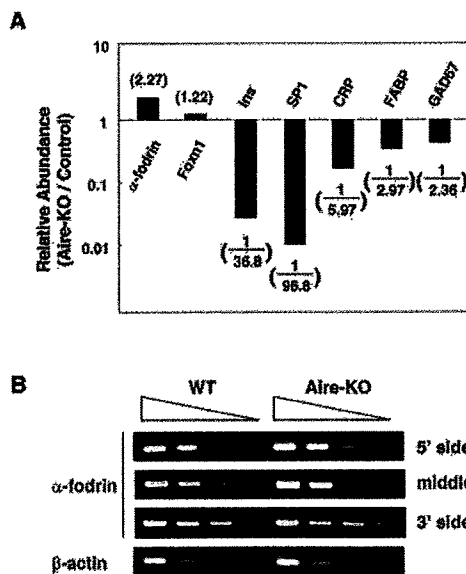 A
10
1
0.1
0.01
Relative Abundance
(Aire-KO / Control)
(2.27)
α-fodrin
(1.22)
Foxn1
Ins
(1/36.8)
SP1
(1/96.8)
CRP
(1/5.97)
FABP
(1/2.97)
GAD67
(1/2.36)
B
WT Aire-KO
α-fodrin
5' side
middle
3' side
β-actin